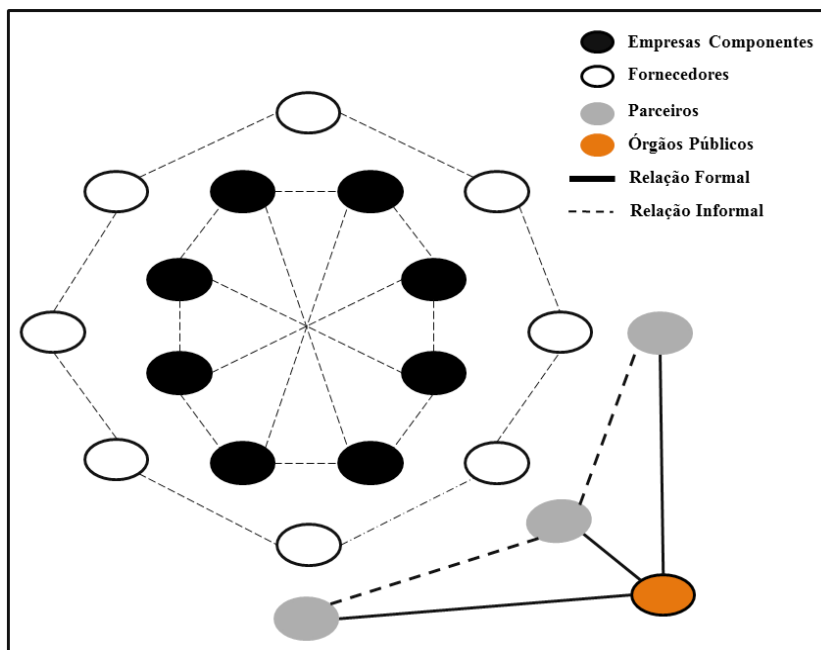 Empresas Componentes
Fornecedores
Parceiros
Órgãos Públicos
Relação Formal
Relação Informal